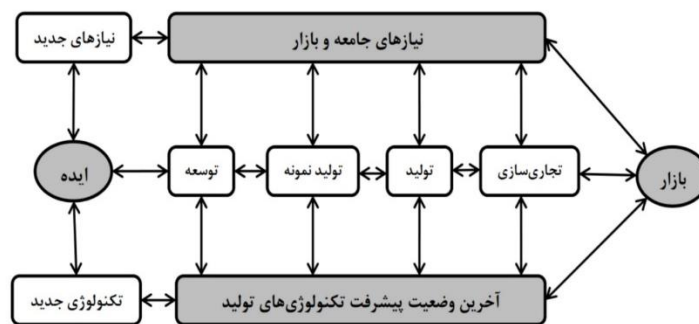 نیازهای جدید
نیازهای جامعه و بازار
ایده
توسعه
تولید نمونه
تولید
تجاری‌سازی
بازار
تکنولوژی جدید
آخرین وضعیت پیشرفت تکنولوژی‌های تولید